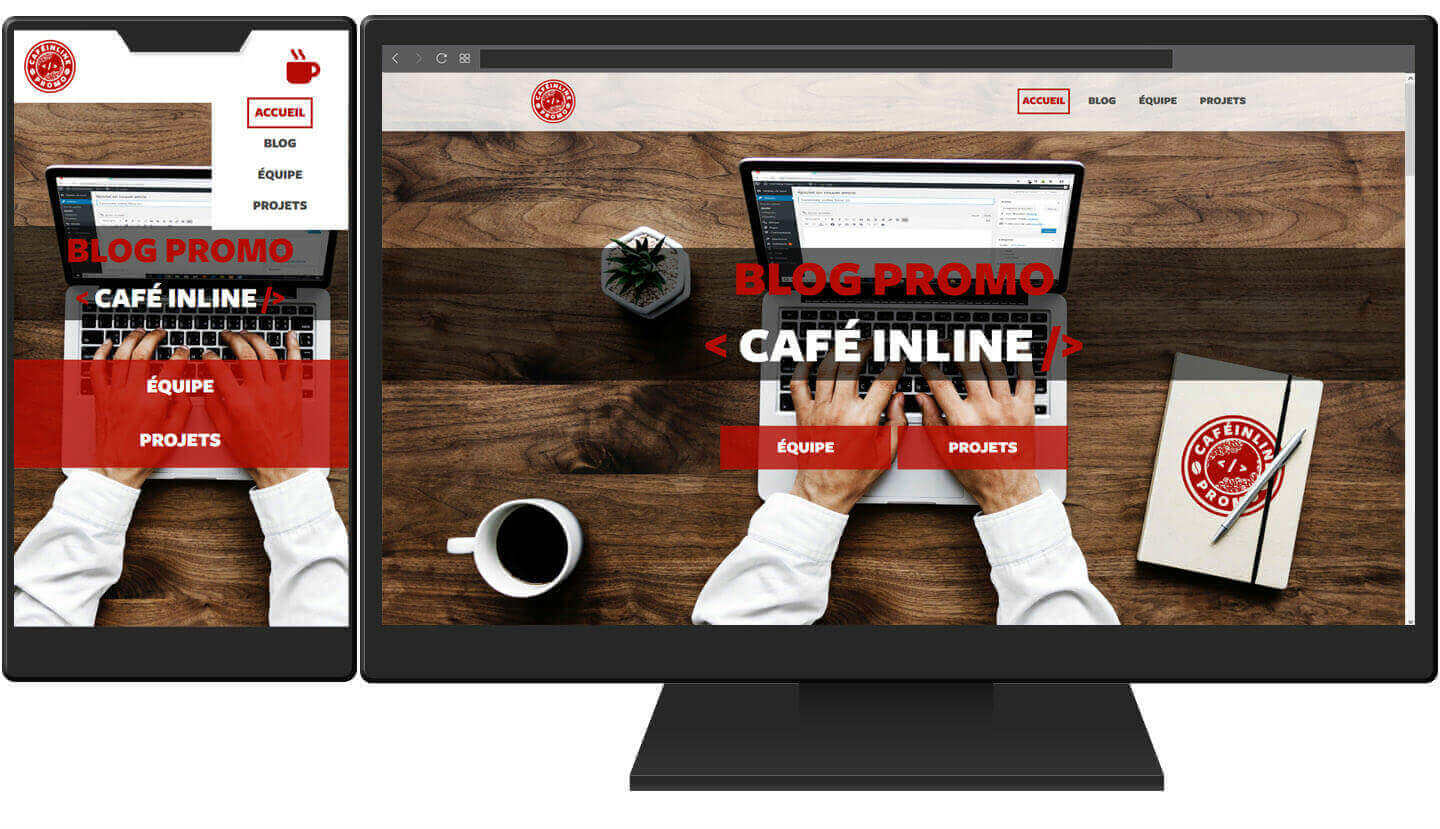 CAFÉINLINE
</>
PROMO
ACCUEIL
BLOG
ÉQUIPE
PROJETS
BLOG PROMO
< CAFÉ INLINE />
ÉQUIPE
PROJETS
CAFÉINLINE
</>
PROMO
ACCUEIL BLOG ÉQUIPE PROJETS
BLOG PROMO
< CAFÉ INLINE />
ÉQUIPE PROJETS
CAFÉINLIN
</>
PROMO